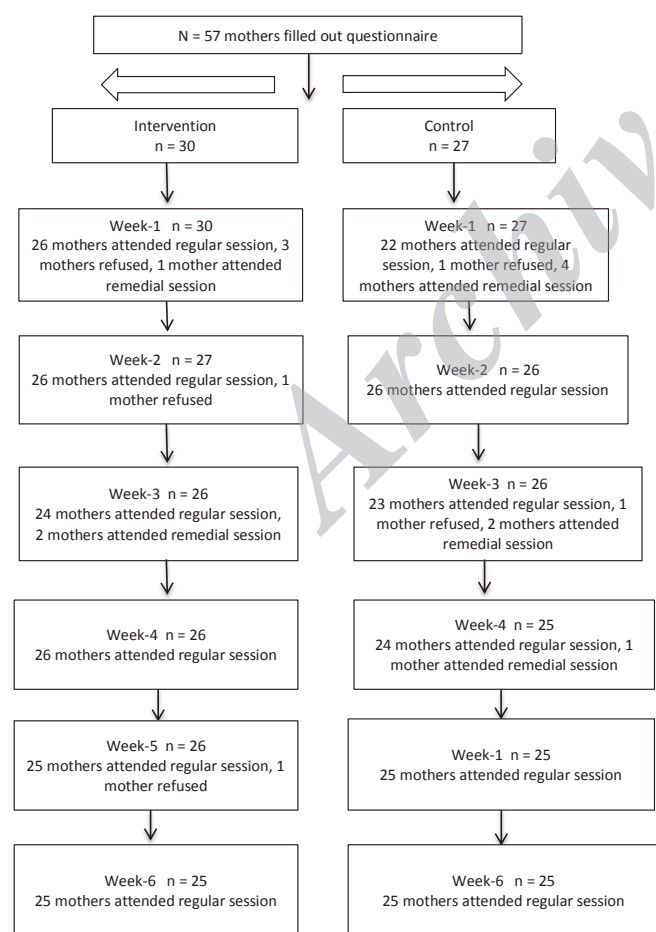 N = 57 mothers filled out questionnaire
Intervention
n = 30
Control
n = 27
Week-1 n = 30
26 mothers attended regular session, 3
mothers refused, 1 mother attended
remedial session
Week-1 n = 27
22 mothers attended regular
session, 1 mother refused, 4
mothers attended remedial session
Week-2 n = 27
26 mothers attended regular session, 1
mother refused
Week-2 n = 26
26 mothers attended regular session
Week-3 n = 26
24 mothers attended regular session,
2 mothers attended remedial session
Week-3 n = 26
23 mothers attended regular session, 1
mother refused, 2 mothers attended
remedial session
Week-4 n = 26
26 mothers attended regular session
Week-4 n = 25
24 mothers attended regular session, 1
mother attended remedial session
Week-5 n = 26
25 mothers attended regular session, 1
mother refused
Week-1 n = 25
25 mothers attended regular session
Week-6 n = 25
25 mothers attended regular session
Week-6 n = 25
25 mothers attended regular session
Archiv